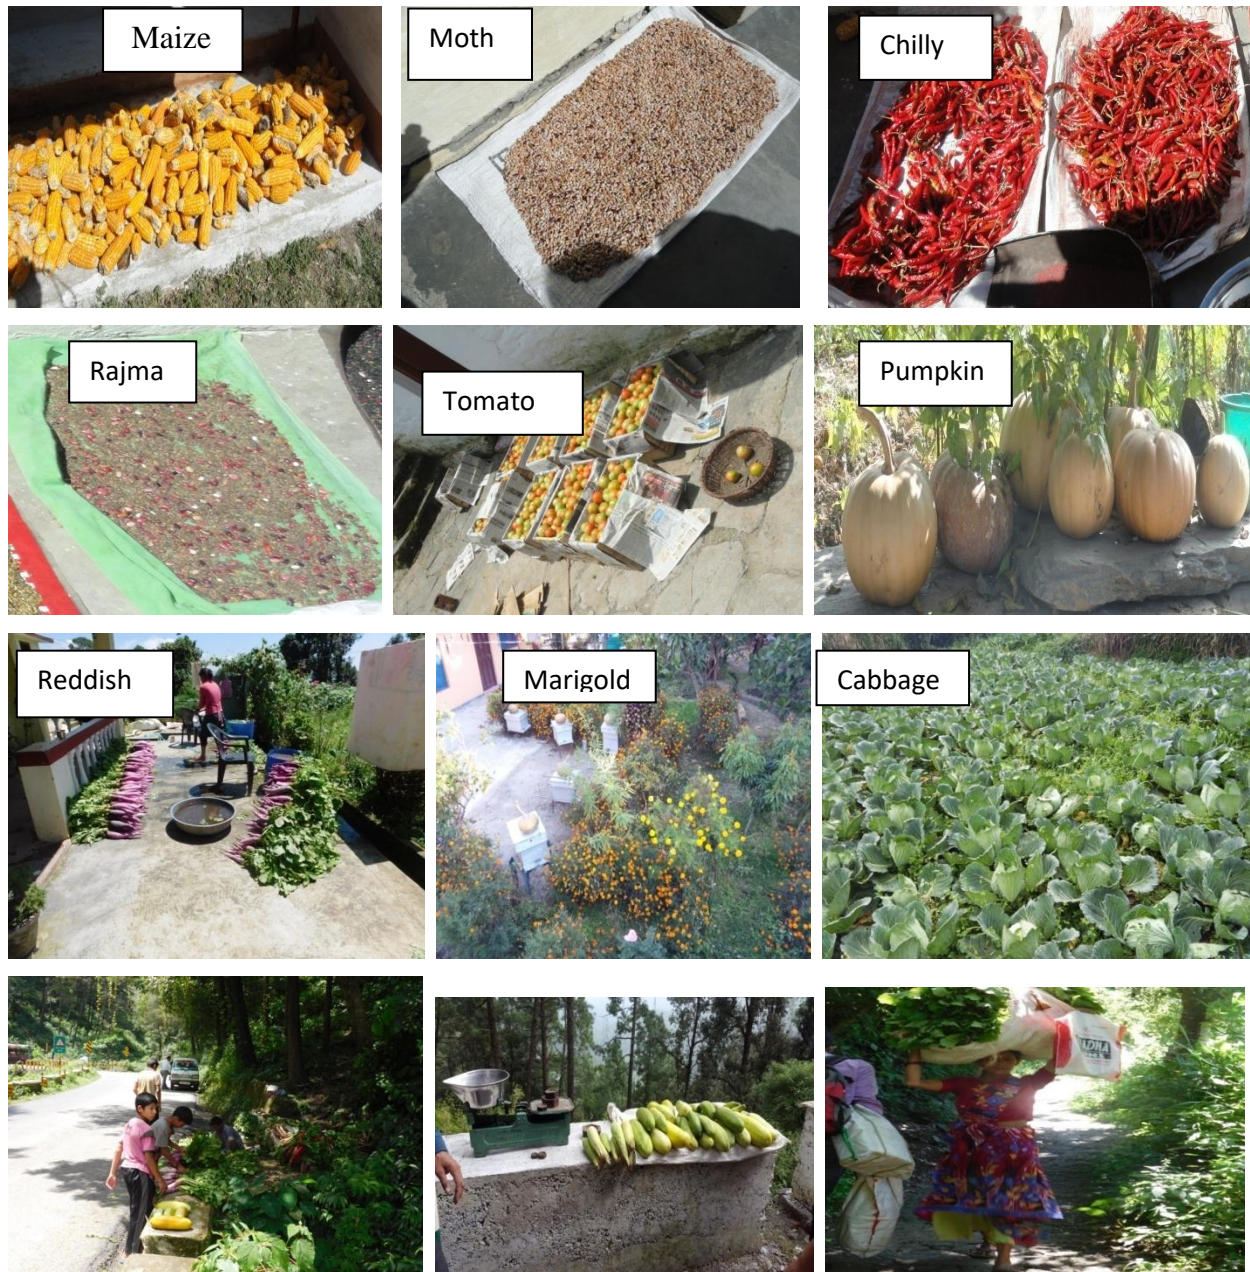 Maize
Moth
Chilly
Rajma
Tomato
Pumpkin
Reddish
Marigold
Cabbage